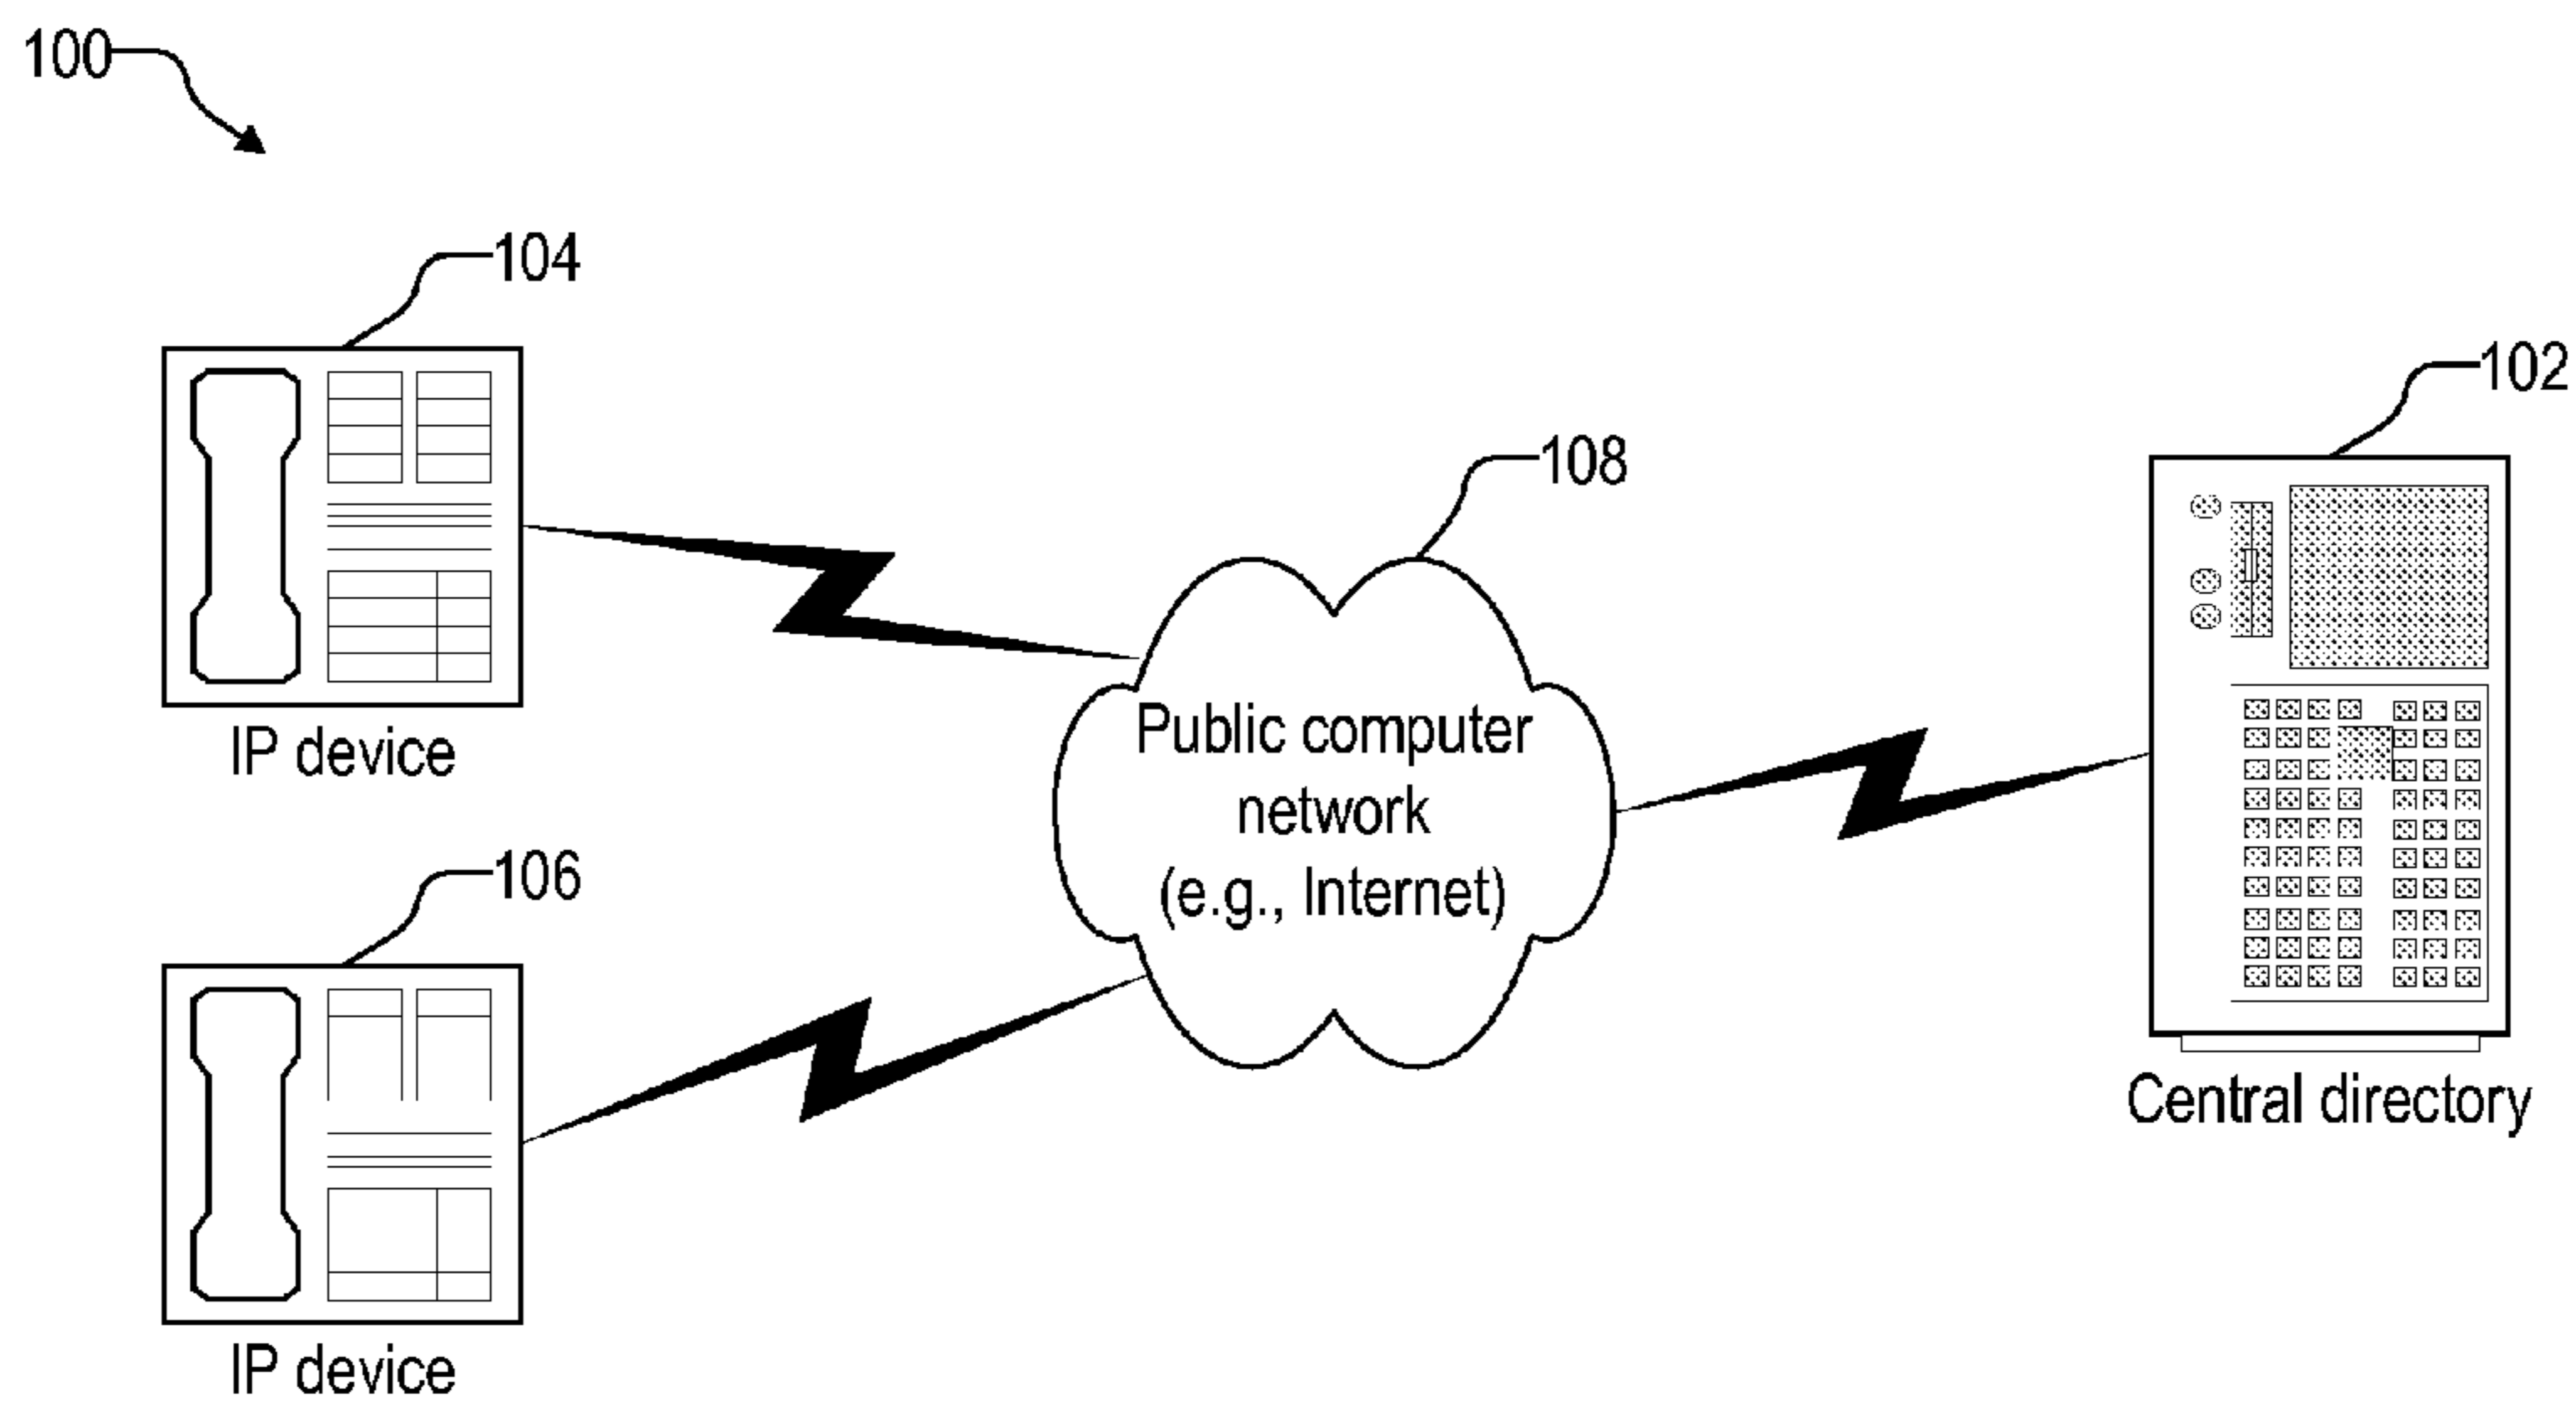 100
104
102
108
IP device
Public computer
network
(e.g., Internet)
106
Central directory
IP device